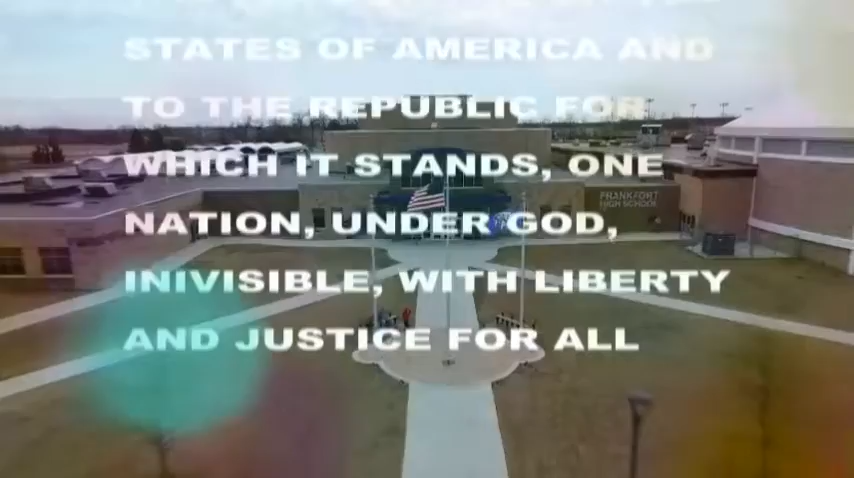 STATES OF AMERICA AND
TO THE REPUBLIC FOR
WHICH IT STANDS, ONE
NATION, UNDER GOD,
INIVISIBLE, WITH LIBERTY
AND JUSTICE FOR ALL
FRANKFORT
HIGH SCHOOL